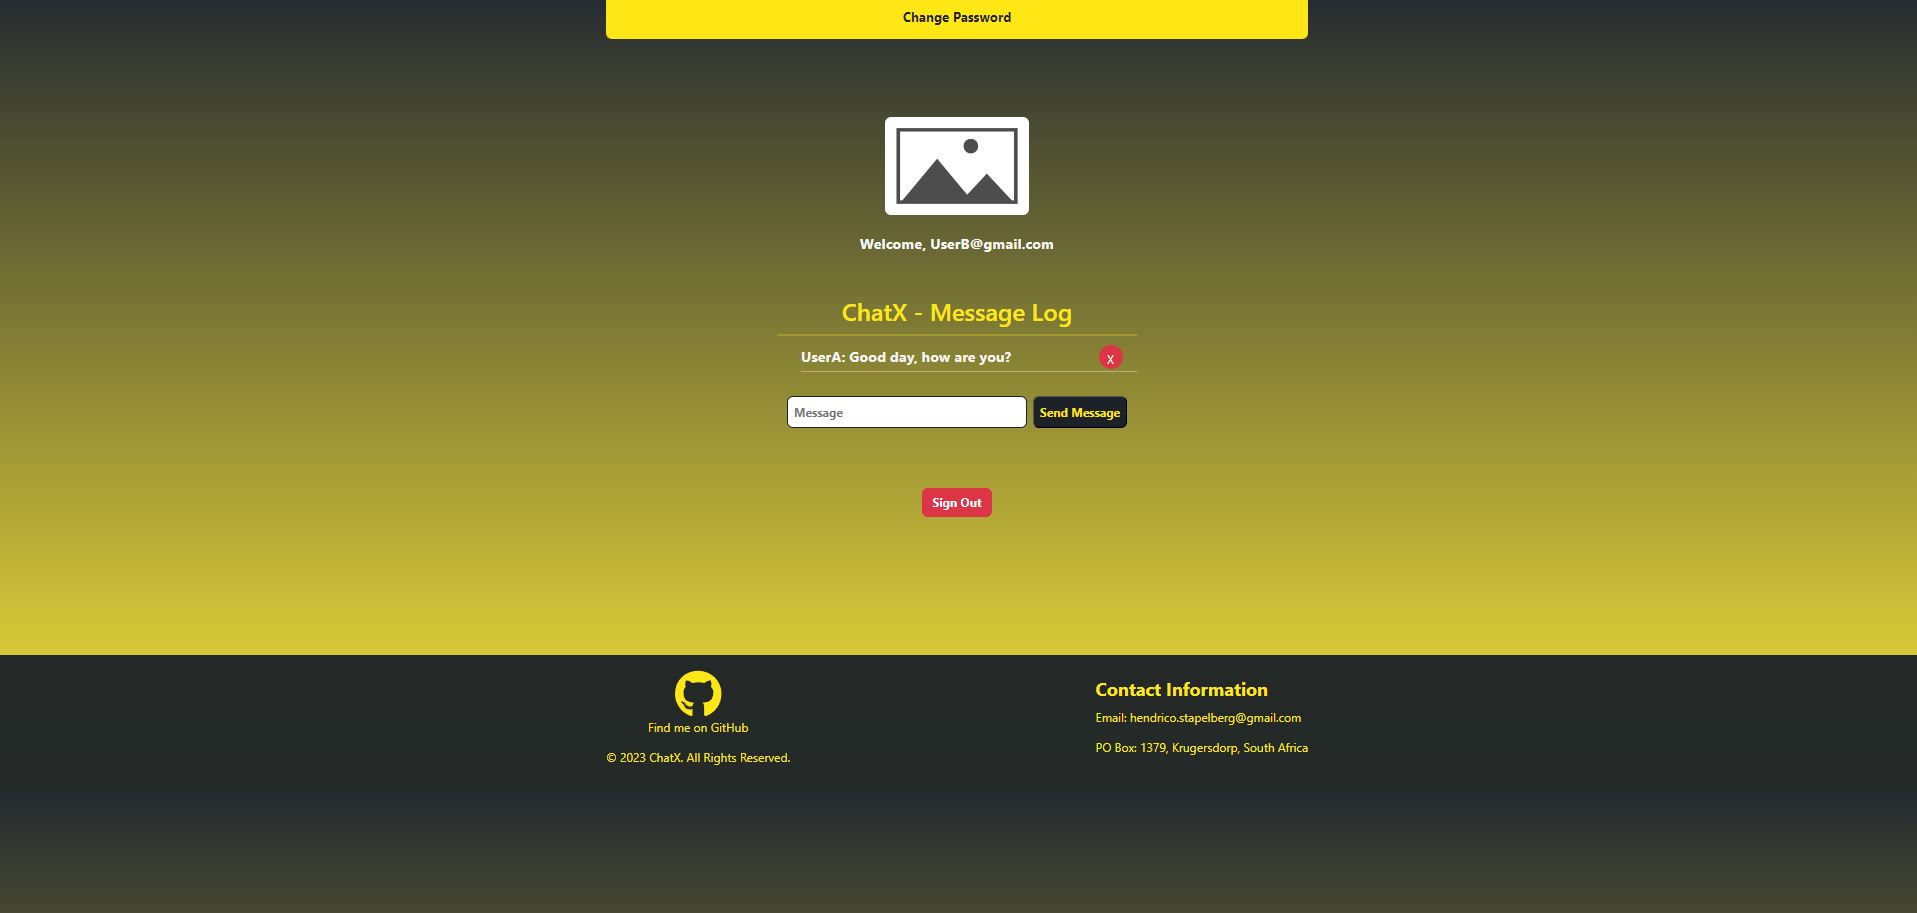 Change Password
Welcome, UserB@gmail.com
ChatX - Message Log
UserA: Good day, how are you?
x
Message
Send Message
Sign Out
Find me on GitHub
© 2023 ChatX. All Rights Reserved.
Contact Information
Email: hendrico.stapelberg@gmail.com
PO Box: 1379, Krugersdorp, South Africa